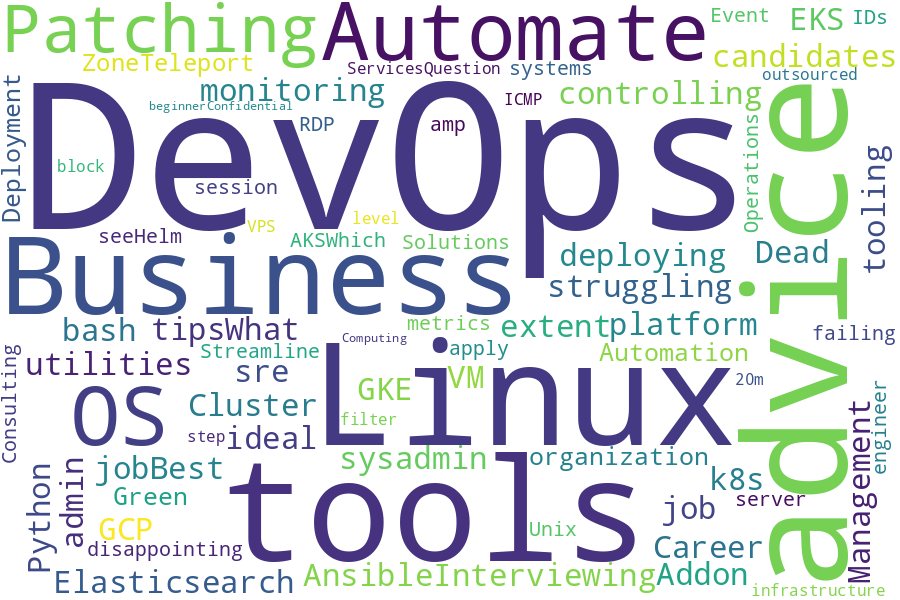 Patching
Automate
Event
EKS
IDs
ZoneTeleport
ServicesQuestion
systems
candidates
outsourced
monitoring
controlling
beginnerConfidential
ICMP
Deployment
DevOps
RDP
amp
advice
Operations
block
session
tooling
VPS
level
seeHelm
AKSWhich
Solutions
Business
deploying
Dead
struggling
bash
tipsWhat
metrics
extent
platform
failing
Computing
utilities
Streamline
apply
Automation
Consulting
sre
VM
20m
OS
Linux
GKE
Cluster
filter
step
ideal
engineer
Management
jobBest
sysadmin
organization
k8s
Python
admin
Green
server
tools
job
GCP
Unix
disappointing
Career
Elasticsearch
AnsibleInterviewing
Addon
infrastructure